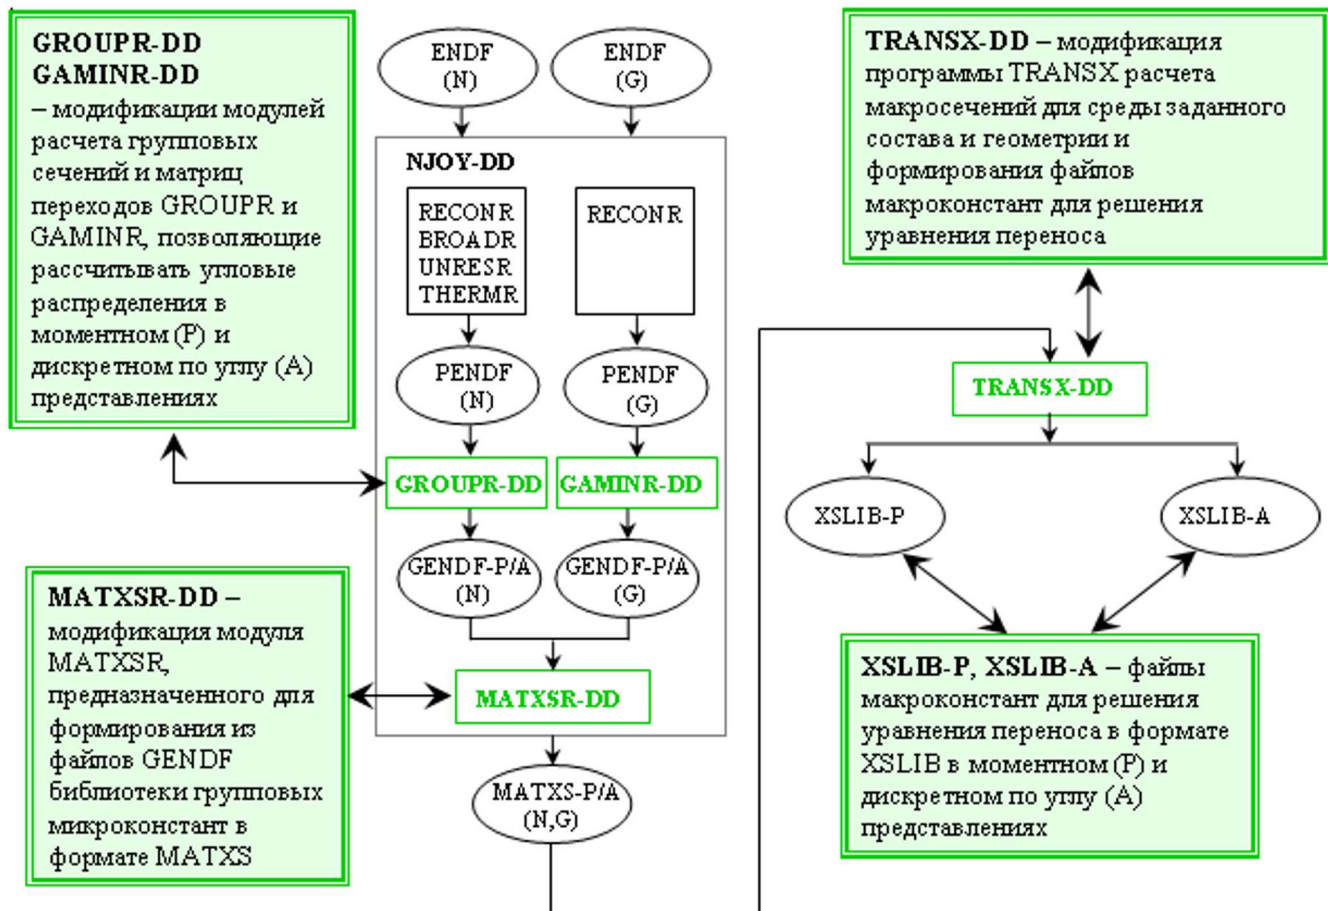 GROUPR-DD
GAMINR-DD
– модификации модулей
расчета групповых
сечений и матриц
переходов GROUPR и
GAMINR, позволяющие
рассчитывать угловые
распределения в
моментном (P) и
дискретном по углу (A)
представлениях
MATXSR-DD –
модификация модуля
MATXSR,
предназначенного для
формирования из
файлов GENDF
библиотеки групповых
микроконстант в
формате MATXS
ENDF
(N)
ENDF
(G)
NJOY-DD
RECONR
BROADR
UNRESR
THERMR
RECONR
PENDF
(N)
PENDF
(G)
GROUPR-DD
GAMINR-DD
GENDF-P/A
(N)
GENDF-P/A
(G)
MATXSR-DD
MATXS-P/A
(N,G)
TRANSX-DD – модификация
программы TRANSX расчета
макросечений для среды заданного
состава и геометрии и
формирования файлов
макроконстант для решения
уравнения переноса
TRANSX-DD
XSLIB-P
XSLIB-A
XSLIB-P, XSLIB-A – файлы
макроконстант для решения
уравнения переноса в формате
XSLIB в моментном (P) и
дискретном по углу (A)
представлениях